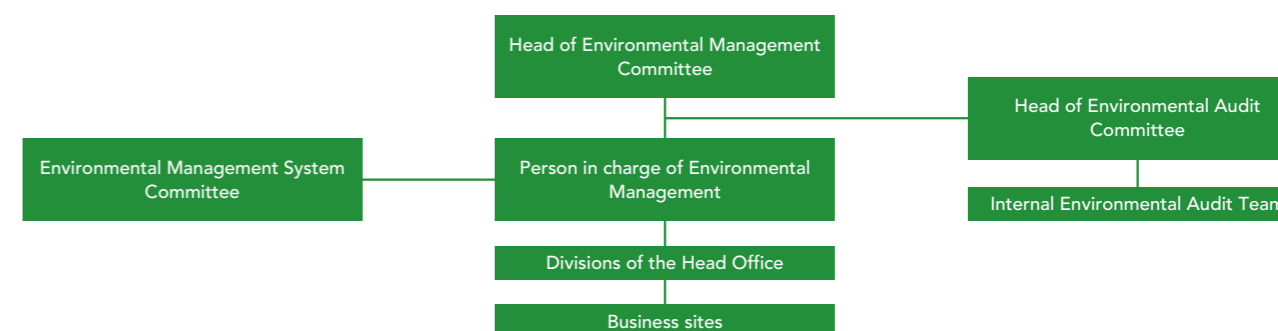 Head of Environmental Management
Committee
Head of Environmental Audit
Committee
Environmental Management System
Committee
Person in charge of Environmental
Management
Internal Environmental Audit Team
Divisions of the Head Office
Business sites